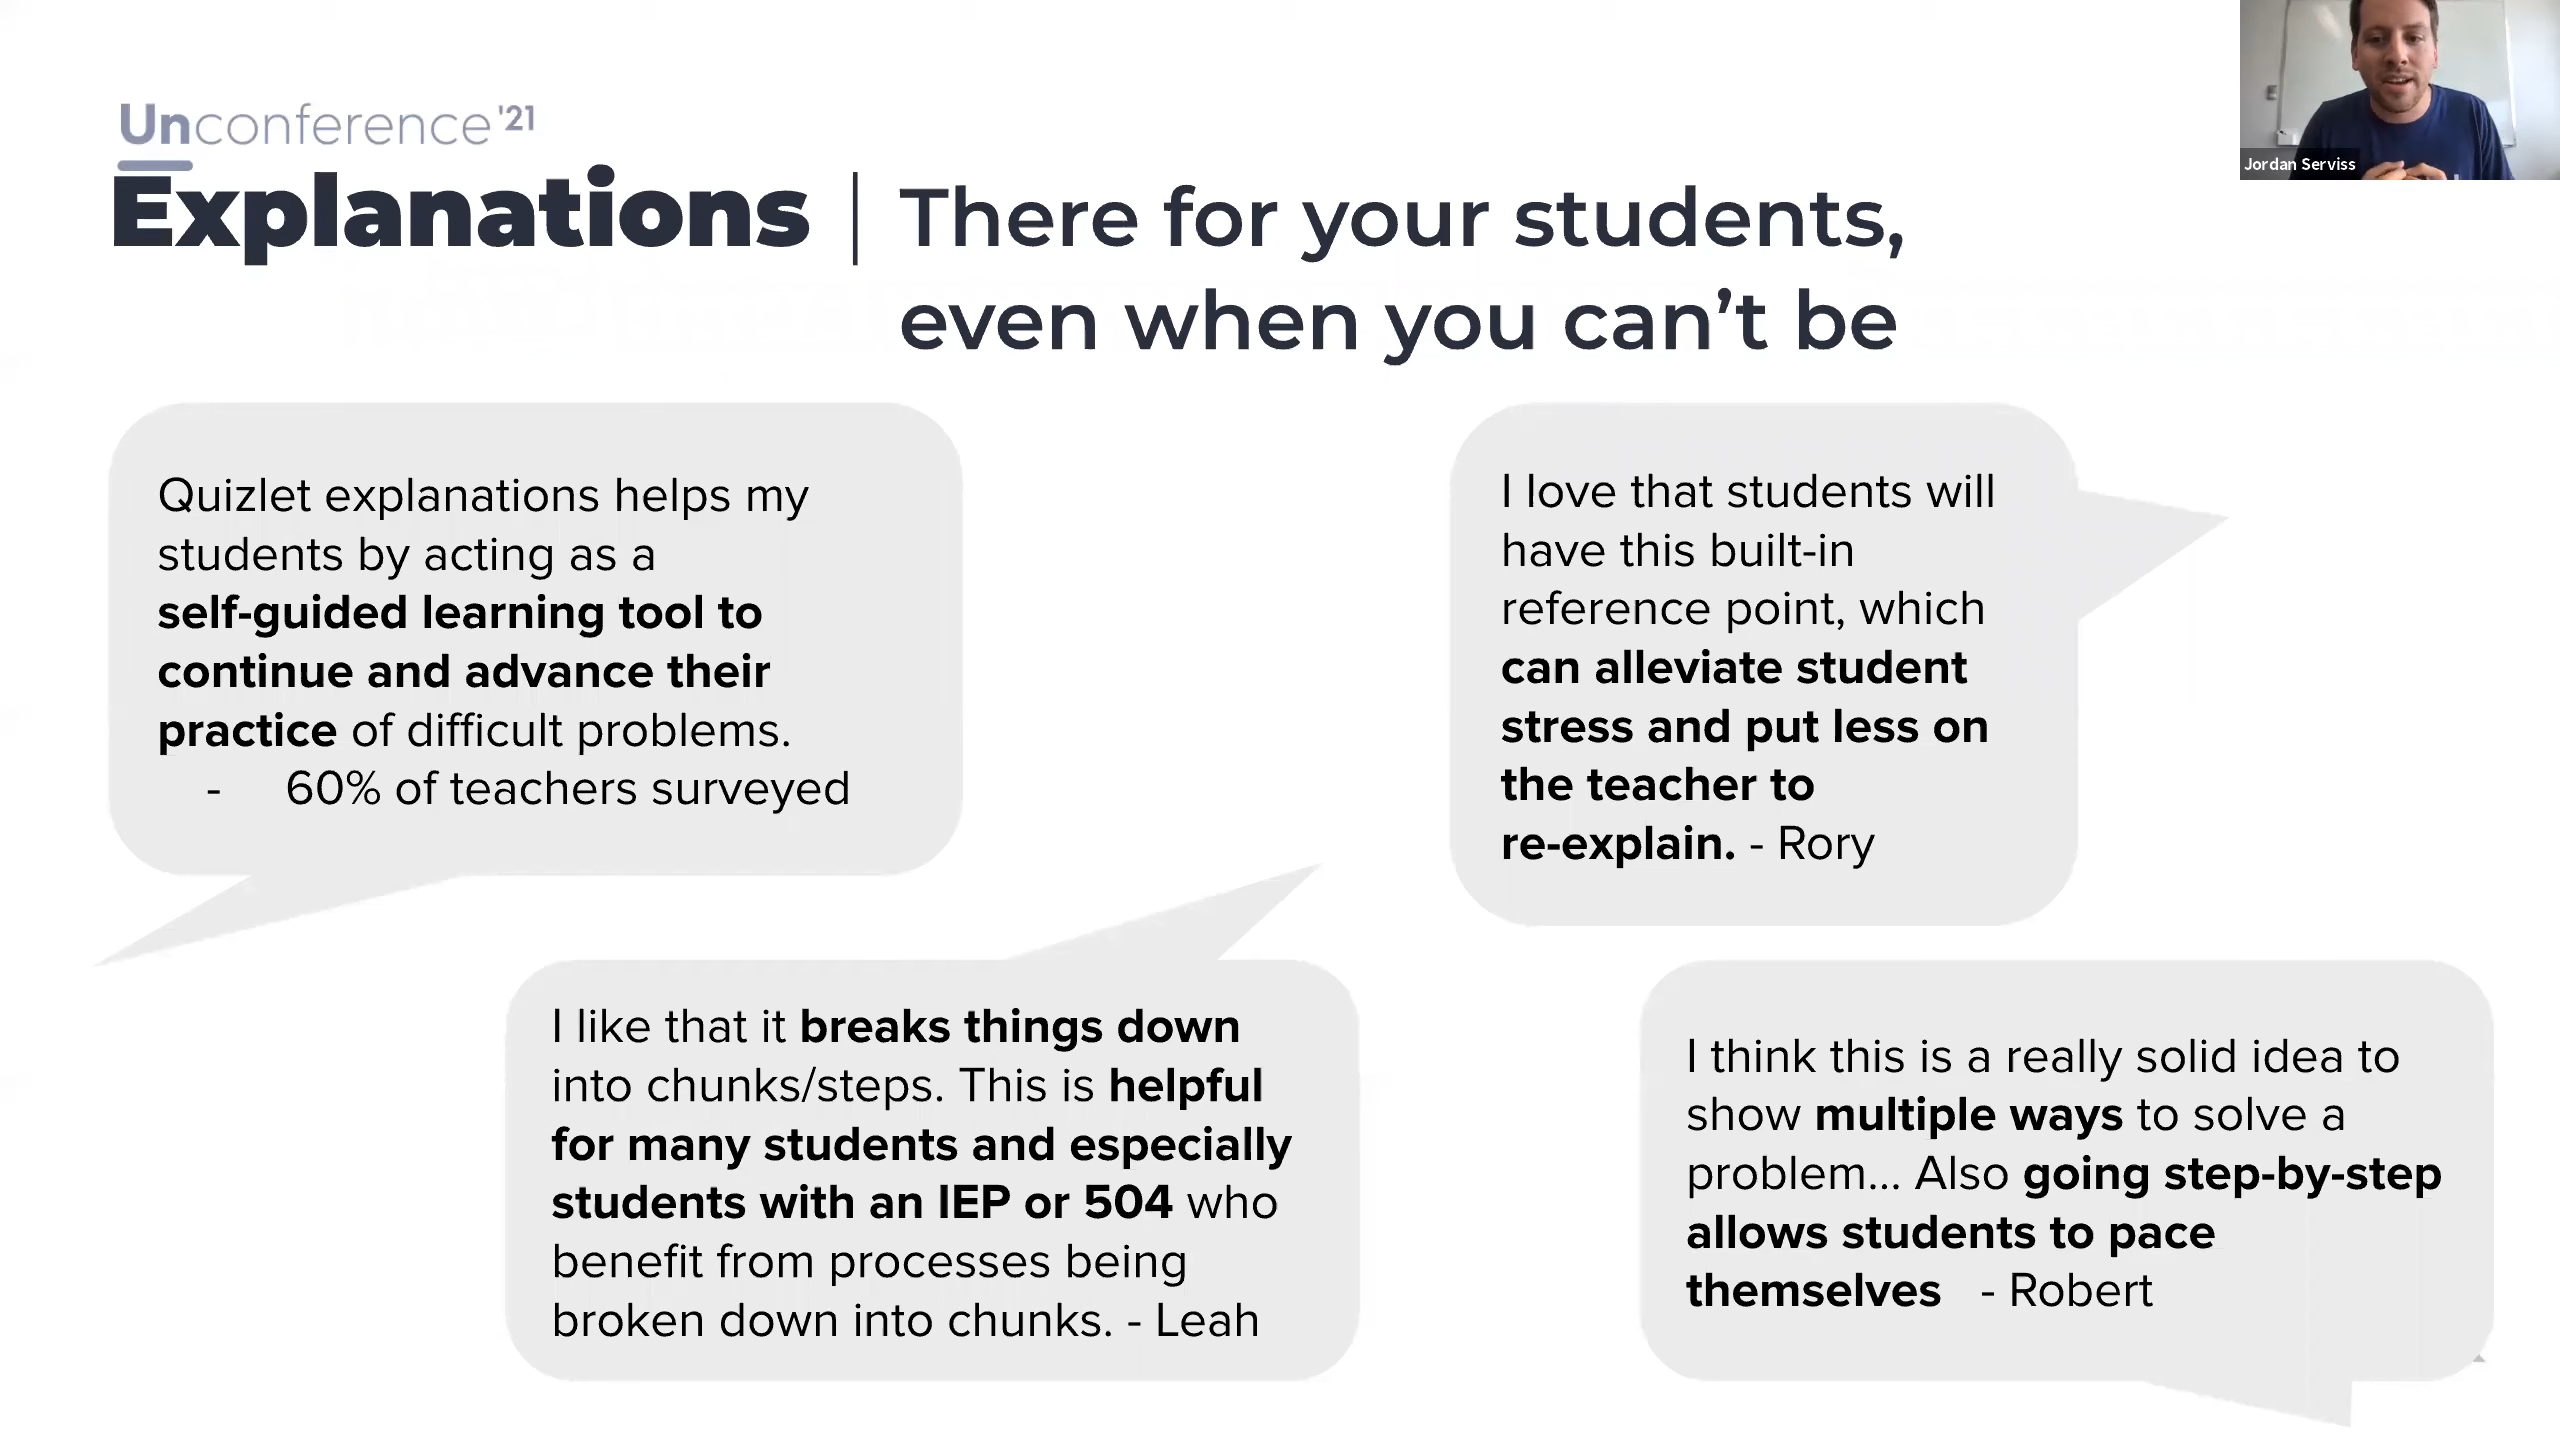 Unconference '21
Explanations | There for your students,
even when you can’t be
Jordan Serviss
Quizlet explanations helps my
students by acting as a
self-guided learning tool to
continue and advance their
practice of difficult problems.
- 60% of teachers surveyed
I love that students will
have this built-in
reference point, which
can alleviate student
stress and put less on
the teacher to
re-explain. - Rory
I like that it breaks things down
into chunks/steps. This is helpful
for many students and especially
students with an IEP or 504 who
benefit from processes being
broken down into chunks. - Leah
I think this is a really solid idea to
show multiple ways to solve a
problem... Also going step-by-step
allows students to pace
themselves - Robert